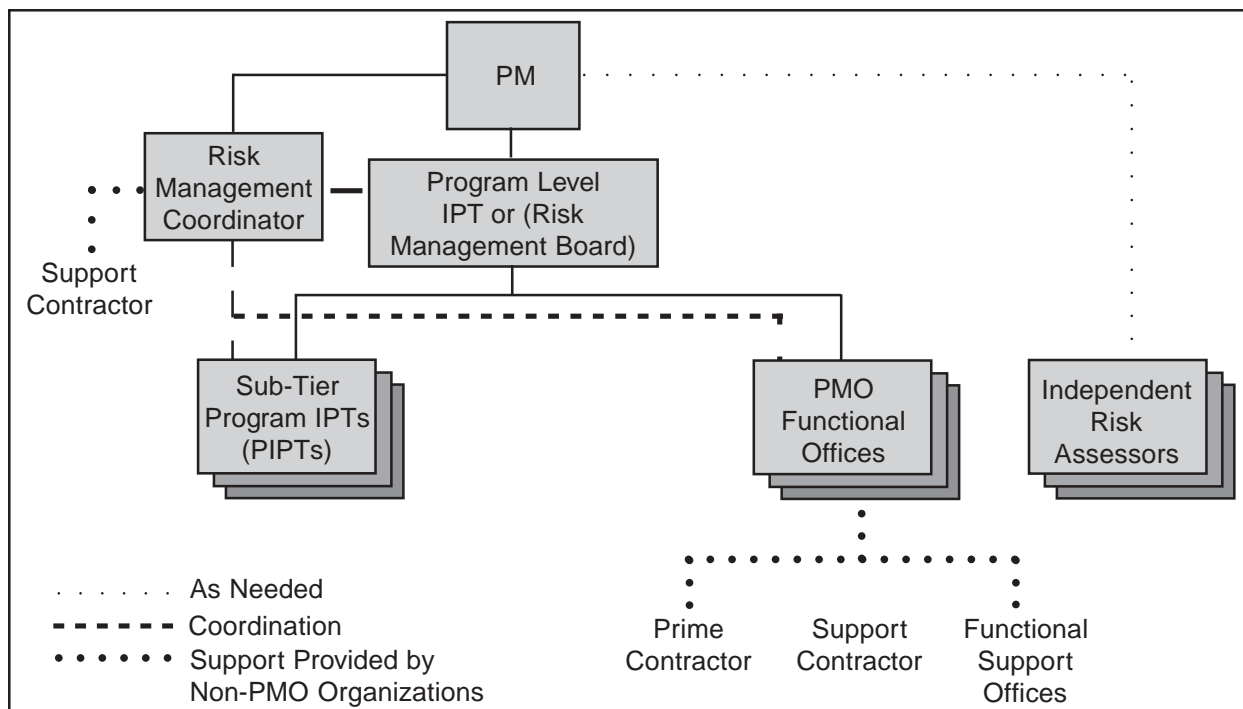 PM
Risk
Management
Coordinator
Program Level
IPT or (Risk
Management Board)
Support
Contractor
Sub-Tier
Program IPTs
(PIPTs)
PMO
Functional
Offices
Independent
Risk
Assessors
As Needed
Coordination
Support Provided by
Non-PMO Organizations
Prime
Contractor
Support
Contractor
Functional
Support
Offices